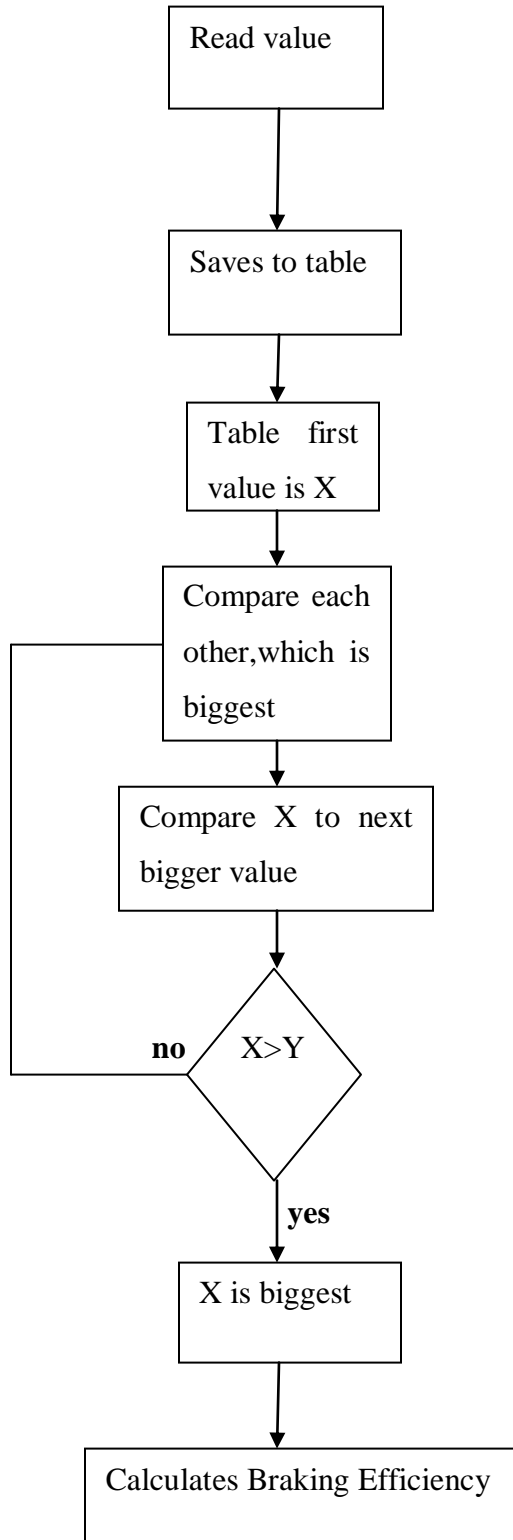 Read value
Saves to table
Table first
value is X
Compare each
other,which is
biggest
Compare X to next
bigger value
X>Y
no
yes
X is biggest
Calculates Braking Efficiency